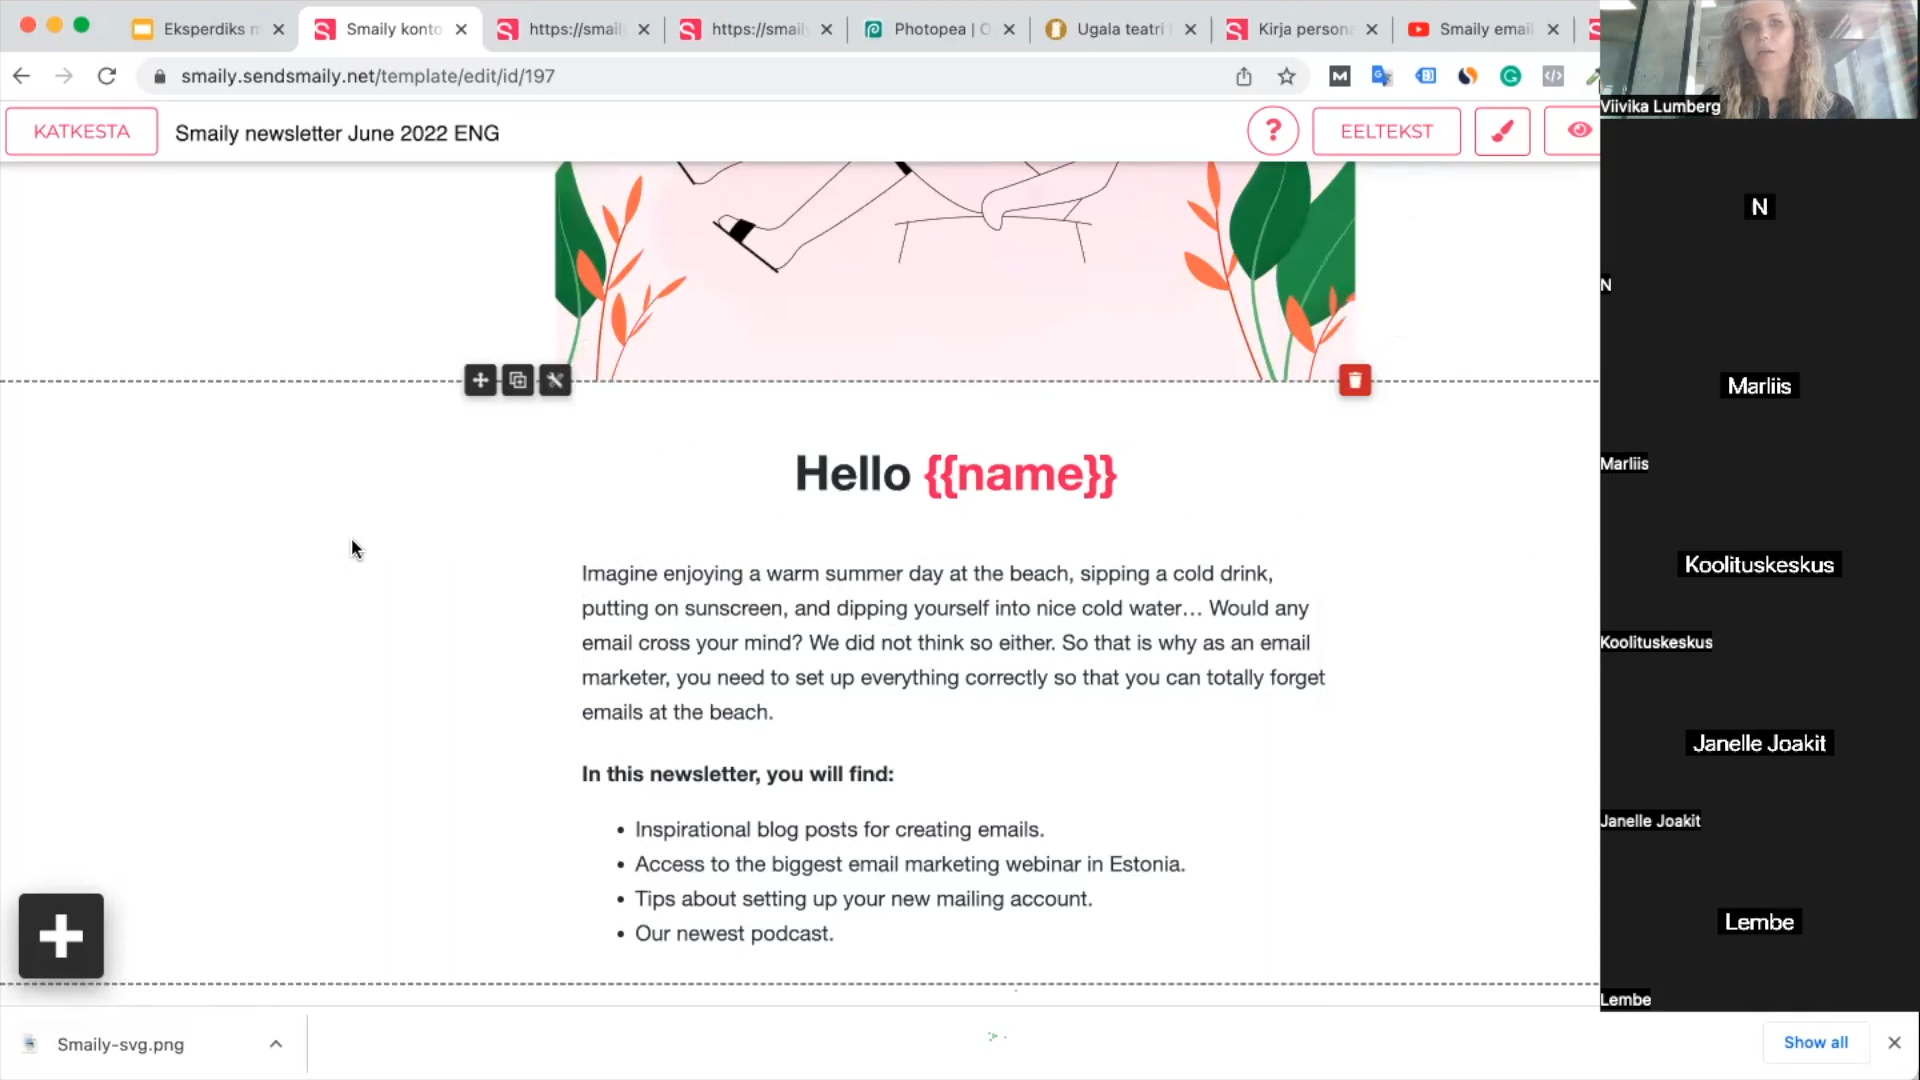 Eksperdiks m
Smaily konto
https://smaily
https://smaily
Photopea | O
Ugala teatri
Kirja persona
Smaily email
smaily.sendsmaily.net/template/edit/id/197
KATKESTA
Smaily newsletter June 2022 ENG
?
EELTEKST
Hello {{name}}
Imagine enjoying a warm summer day at the beach, sipping a cold drink,
putting on sunscreen, and dipping yourself into nice cold water… Would any
email cross your mind? We did not think so either. So that is why as an email
marketer, you need to set up everything correctly so that you can totally forget
emails at the beach.
In this newsletter, you will find:
• Inspirational blog posts for creating emails.
• Access to the biggest email marketing webinar in Estonia.
• Tips about setting up your new mailing account.
• Our newest podcast.
Smaily-svg.png
Show all
Viivika Lumberg
N
N
Marliis
Marliis
Koolituskeskus
Koolituskeskus
Janelle Joakit
Janelle Joakit
Lembe
Lembe